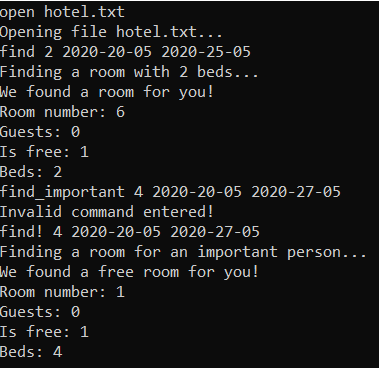 open hotel.txt
Opening file hotel.txt...
find 2 2020-20-05 2020-25-05
Finding a room with 2 beds...
We found a room for you!
Room number: 6
Guests: 0
Is free: 1
Beds: 2
find_important 4 2020-20-05 2020-27-05
Invalid command entered!
find! 4 2020-20-05 2020-27-05
Finding a room for an important person...
We found a free room for you!
Room number: 1
Guests: 0
Is free: 1
Beds: 4